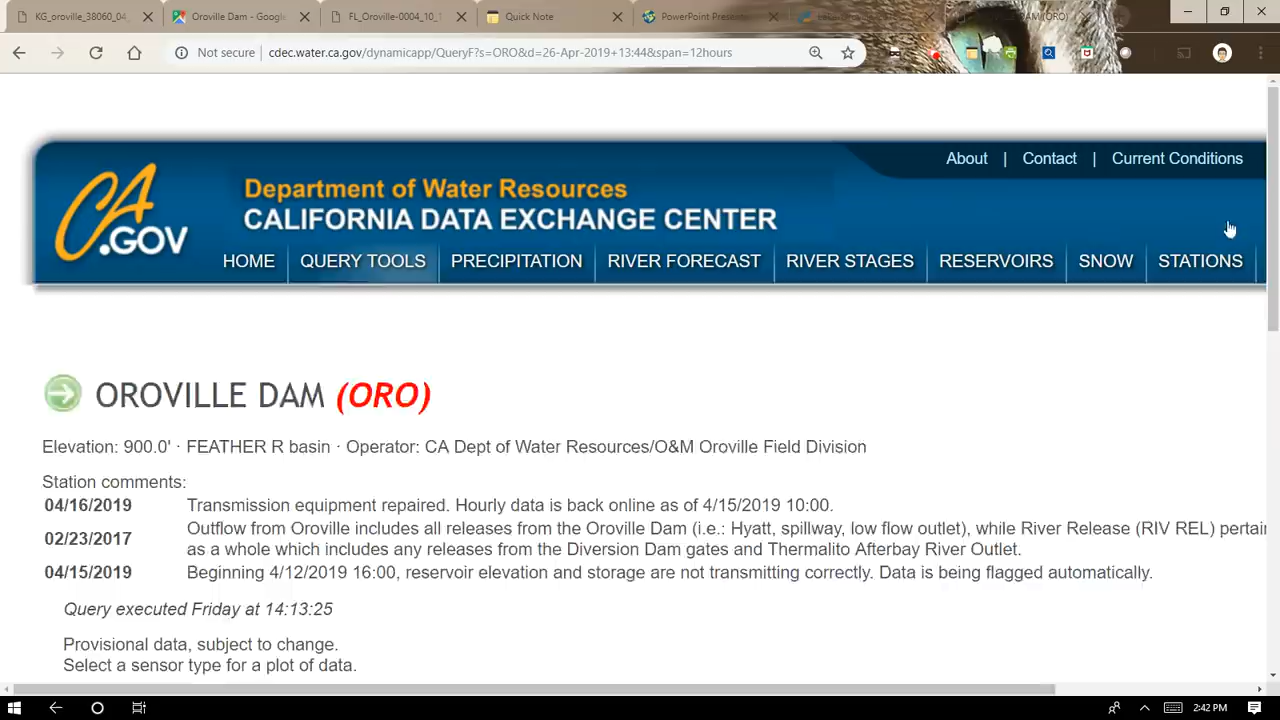 KG_oroville_38060_04_
Oroville Dam - Google
FL_Oroville-0004_10_1
Quick Note
PowerPoint Present
DAM (ORO)
Not secure
cdec.water.ca.gov/dynamicapp/QueryF?s=ORO&d=26-Apr-2019+13:44&span=12hours
About | Contact | Current Conditions
CA.GOV
Department of Water Resources
CALIFORNIA DATA EXCHANGE CENTER
HOME QUERY TOOLS PRECIPITATION RIVER FORECAST RIVER STAGES RESERVOIRS SNOW STATIONS
OROVILLE DAM (ORO)
Elevation: 900.0' · FEATHER R basin · Operator: CA Dept of Water Resources/O&M Oroville Field Division
Station comments:
04/16/2019 Transmission equipment repaired. Hourly data is back online as of 4/15/2019 10:00.
02/23/2017 Outflow from Oroville includes all releases from the Oroville Dam (i.e.: Hyatt, spillway, low flow outlet), while River Release (RIV REL) pertain
as a whole which includes any releases from the Diversion Dam gates and Thermalito Afterbay River Outlet.
04/15/2019 Beginning 4/12/2019 16:00, reservoir elevation and storage are not transmitting correctly. Data is being flagged automatically.
Query executed Friday at 14:13:25
Provisional data, subject to change.
Select a sensor type for a plot of data.
2:42 PM